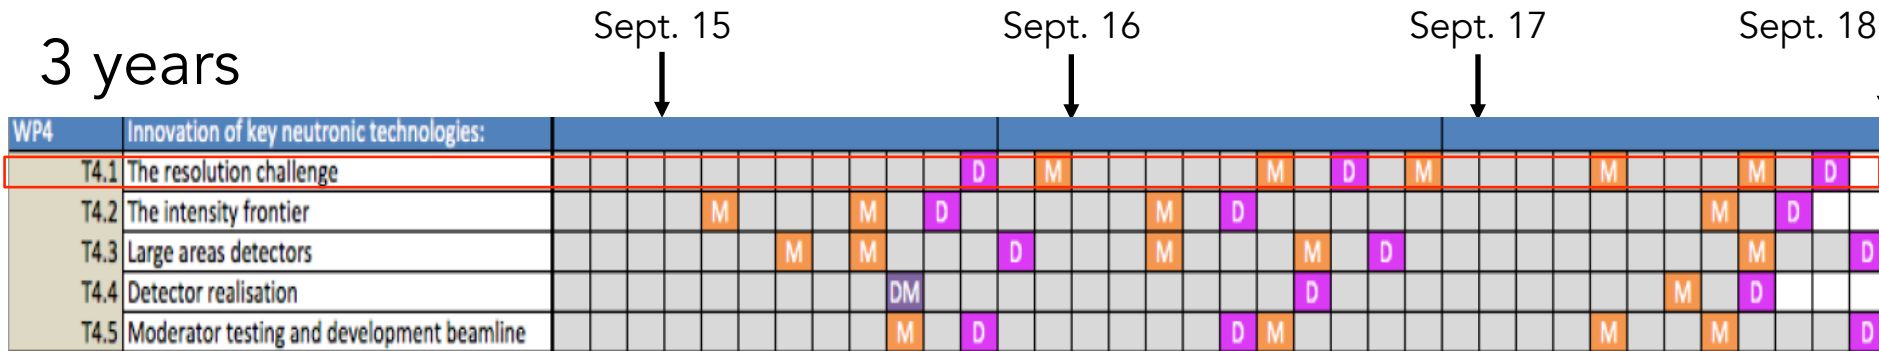 Sept. 15 Sept. 16 Sept. 17 Sept. 18
3 years
WP4 Innovation of key neutronic technologies:
T4.1 The resolution challenge D M M D M M M D
T4.2 The intensity frontier M M D M D M D
T4.3 Large areas detectors M M D M M D M D
T4.4 Detector realisation DM D M D
T4.5 Moderator testing and development beamline M D D M M M D